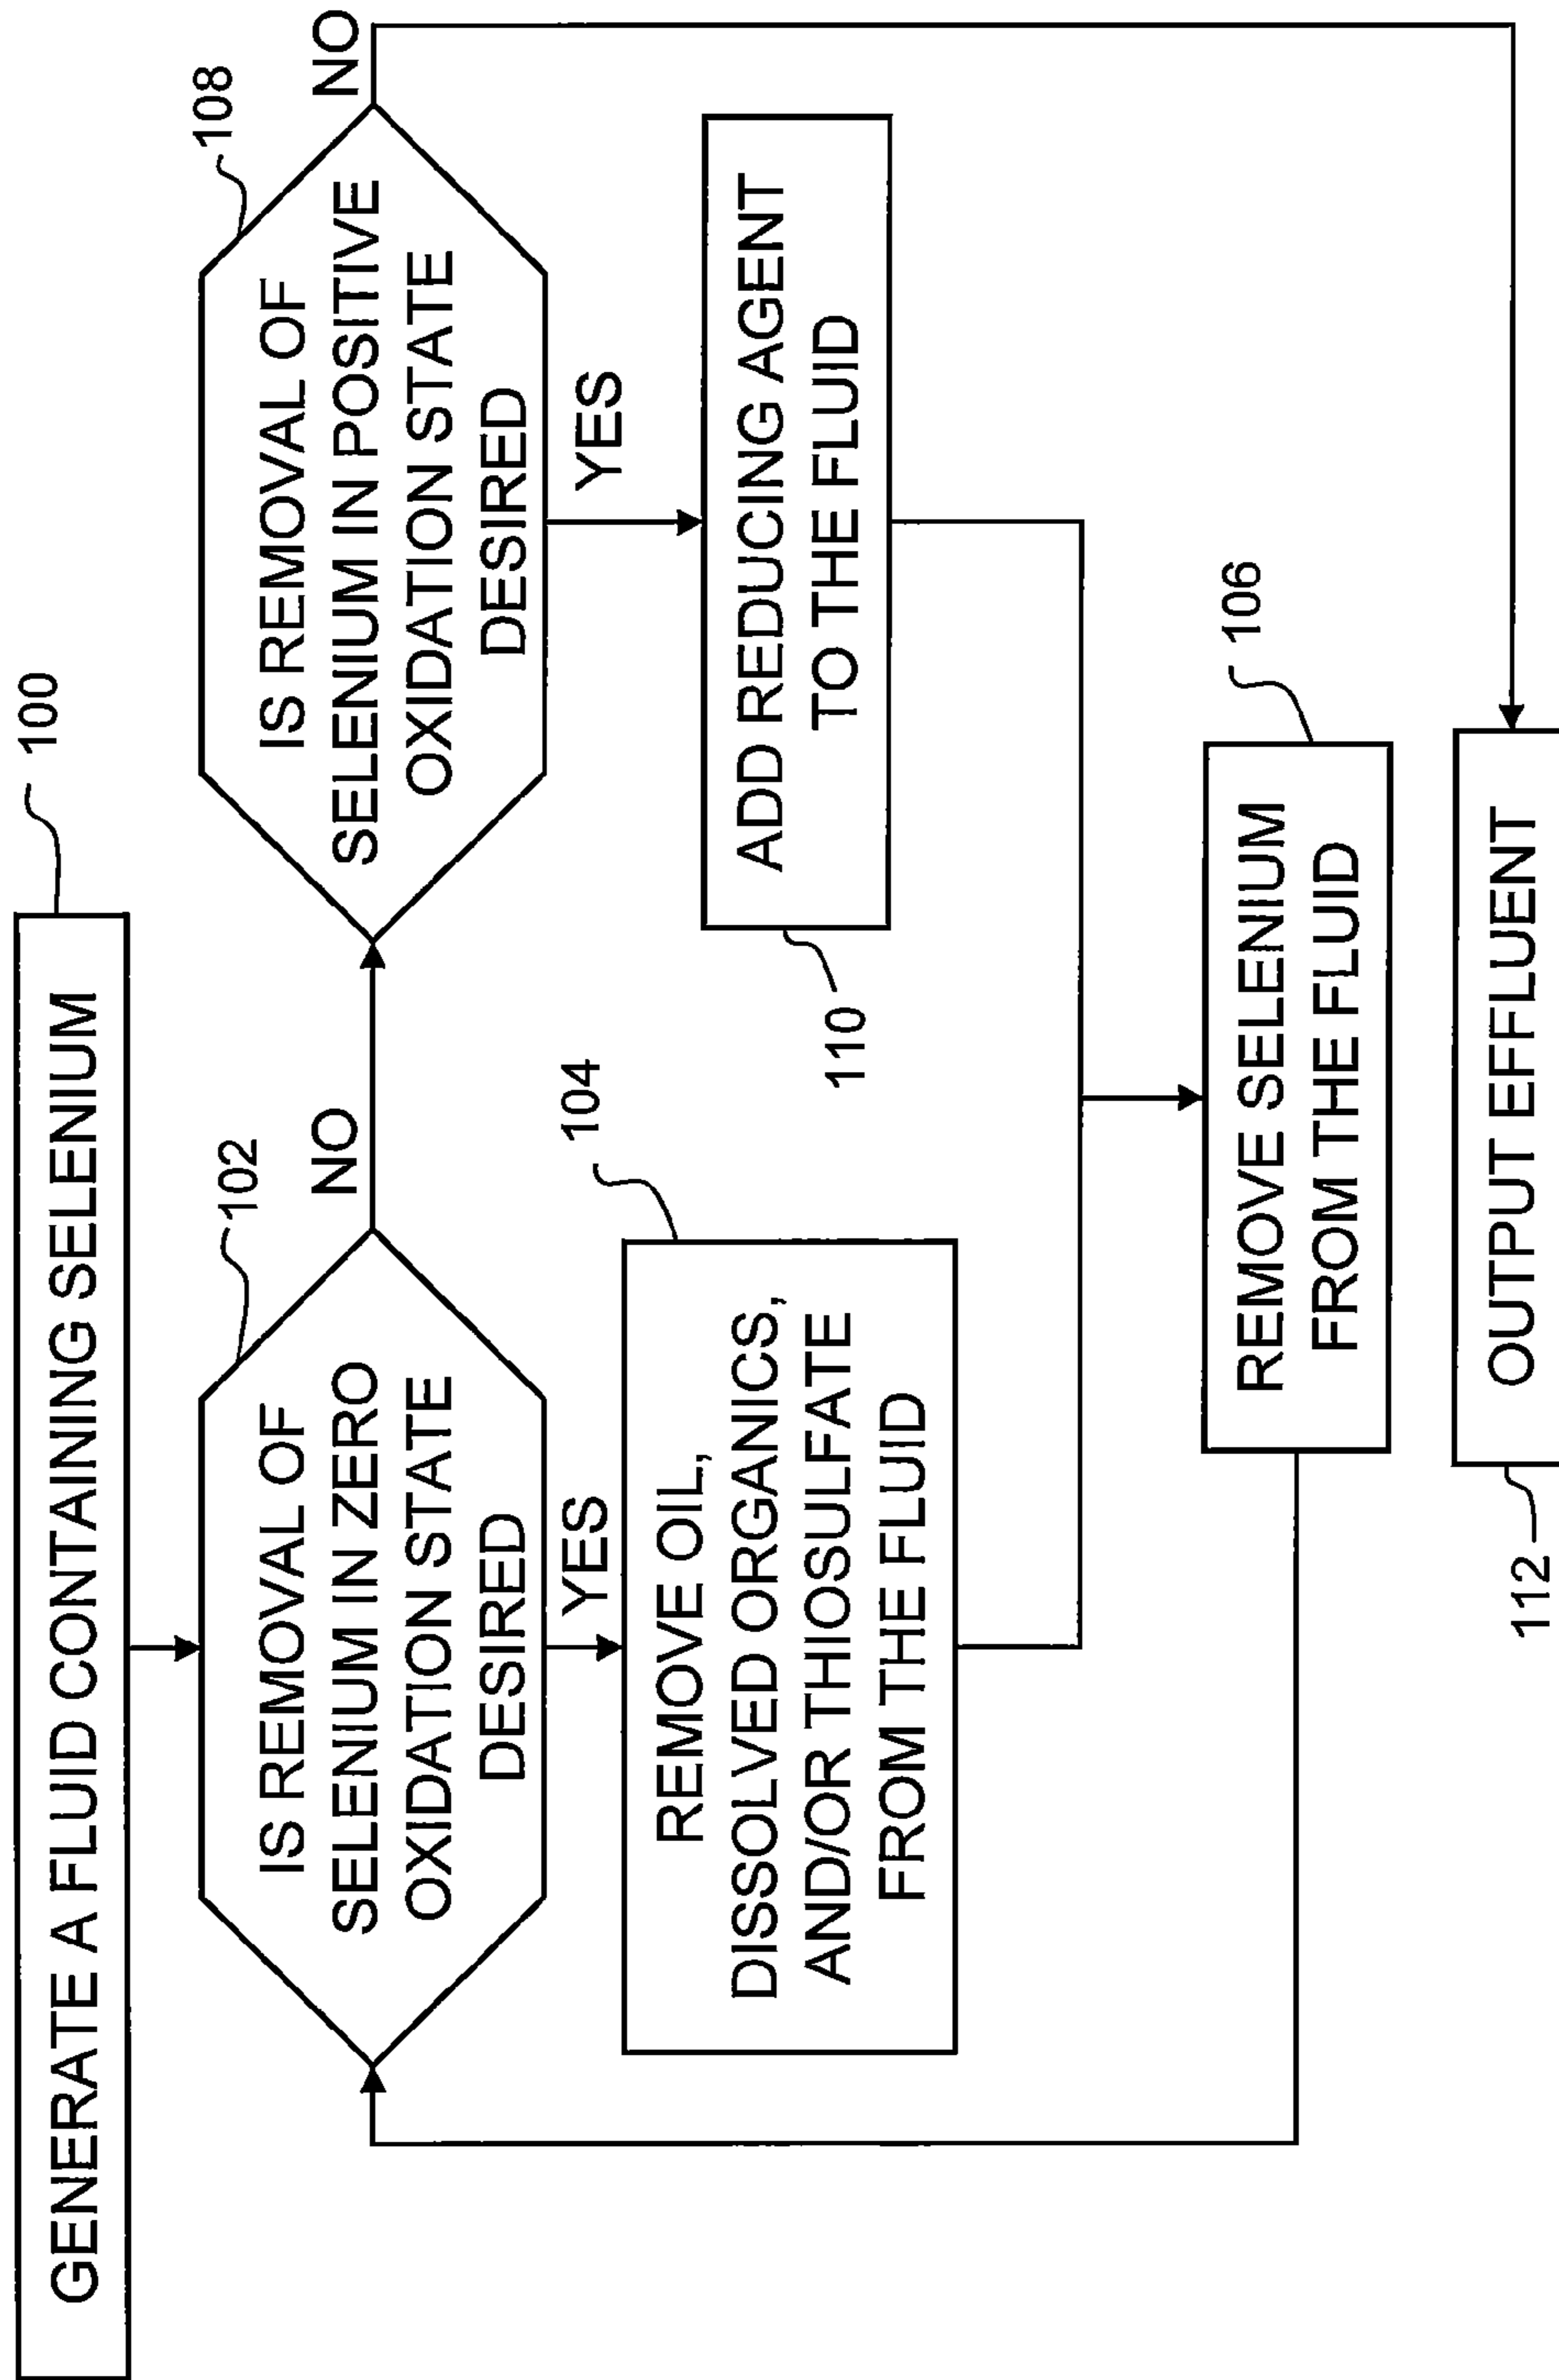 GENERATE A FLUID CONTAINING SELENIUM
100
IS REMOVAL OF
SELENIUM IN ZERO
OXIDATION STATE
DESIRED
102
NO
YES
IS REMOVAL OF
SELENIUM IN POSITIVE
OXIDATION STATE
DESIRED
108
NO
YES
REMOVE OIL,
DISSOLVED ORGANICS,
AND/OR THIOSULFATE
FROM THE FLUID
104
ADD REDUCING AGENT
TO THE FLUID
110
REMOVE SELENIUM
FROM THE FLUID
106
OUTPUT EFFLUENT
112